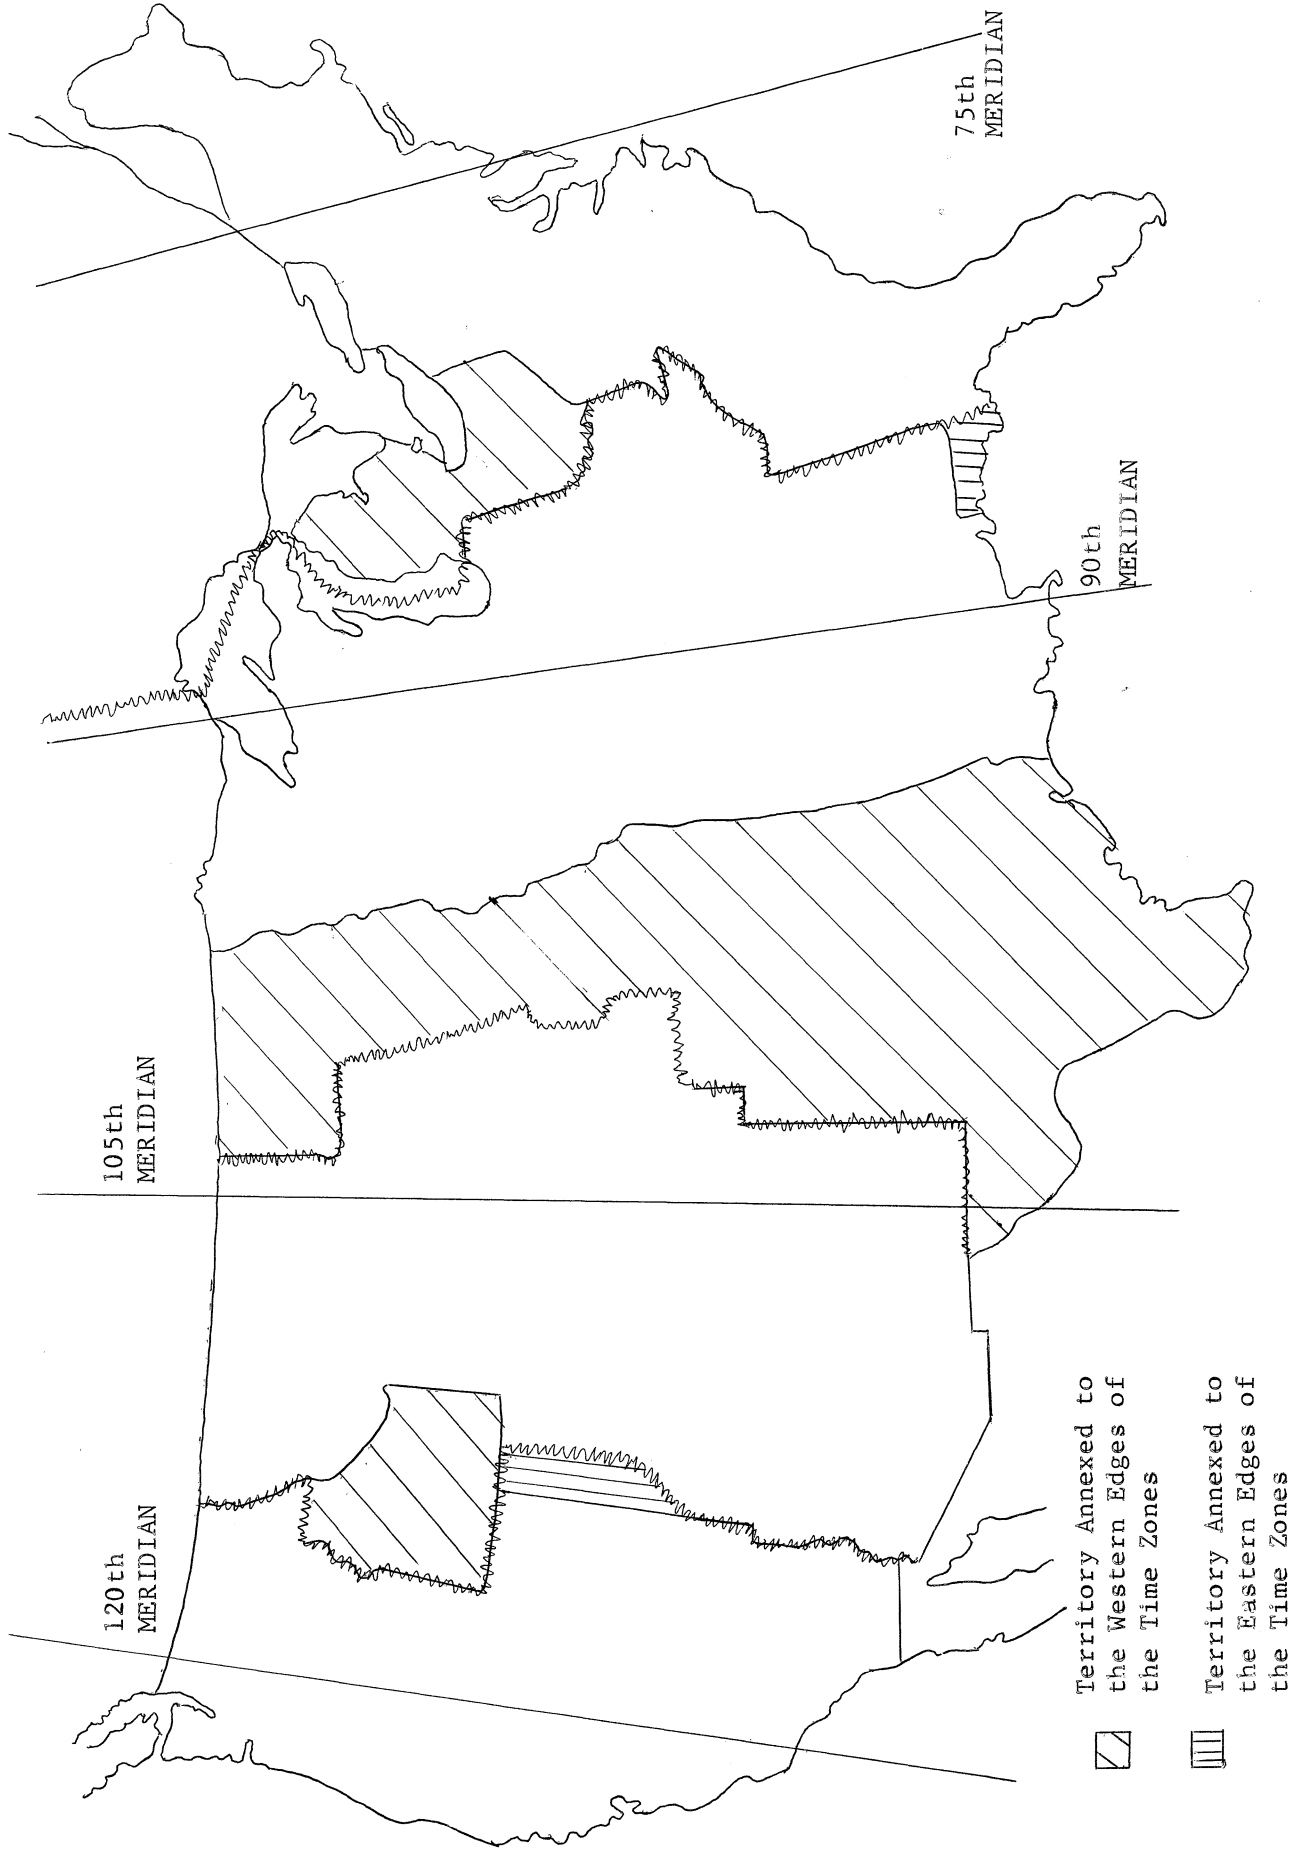 120th
MERIDIAN
105th
MERIDIAN
90th
MERIDIAN
75th
MERIDIAN
Territory Annexed to
the Western Edges of
the Time Zones
Territory Annexed to
the Eastern Edges of
the Time Zones